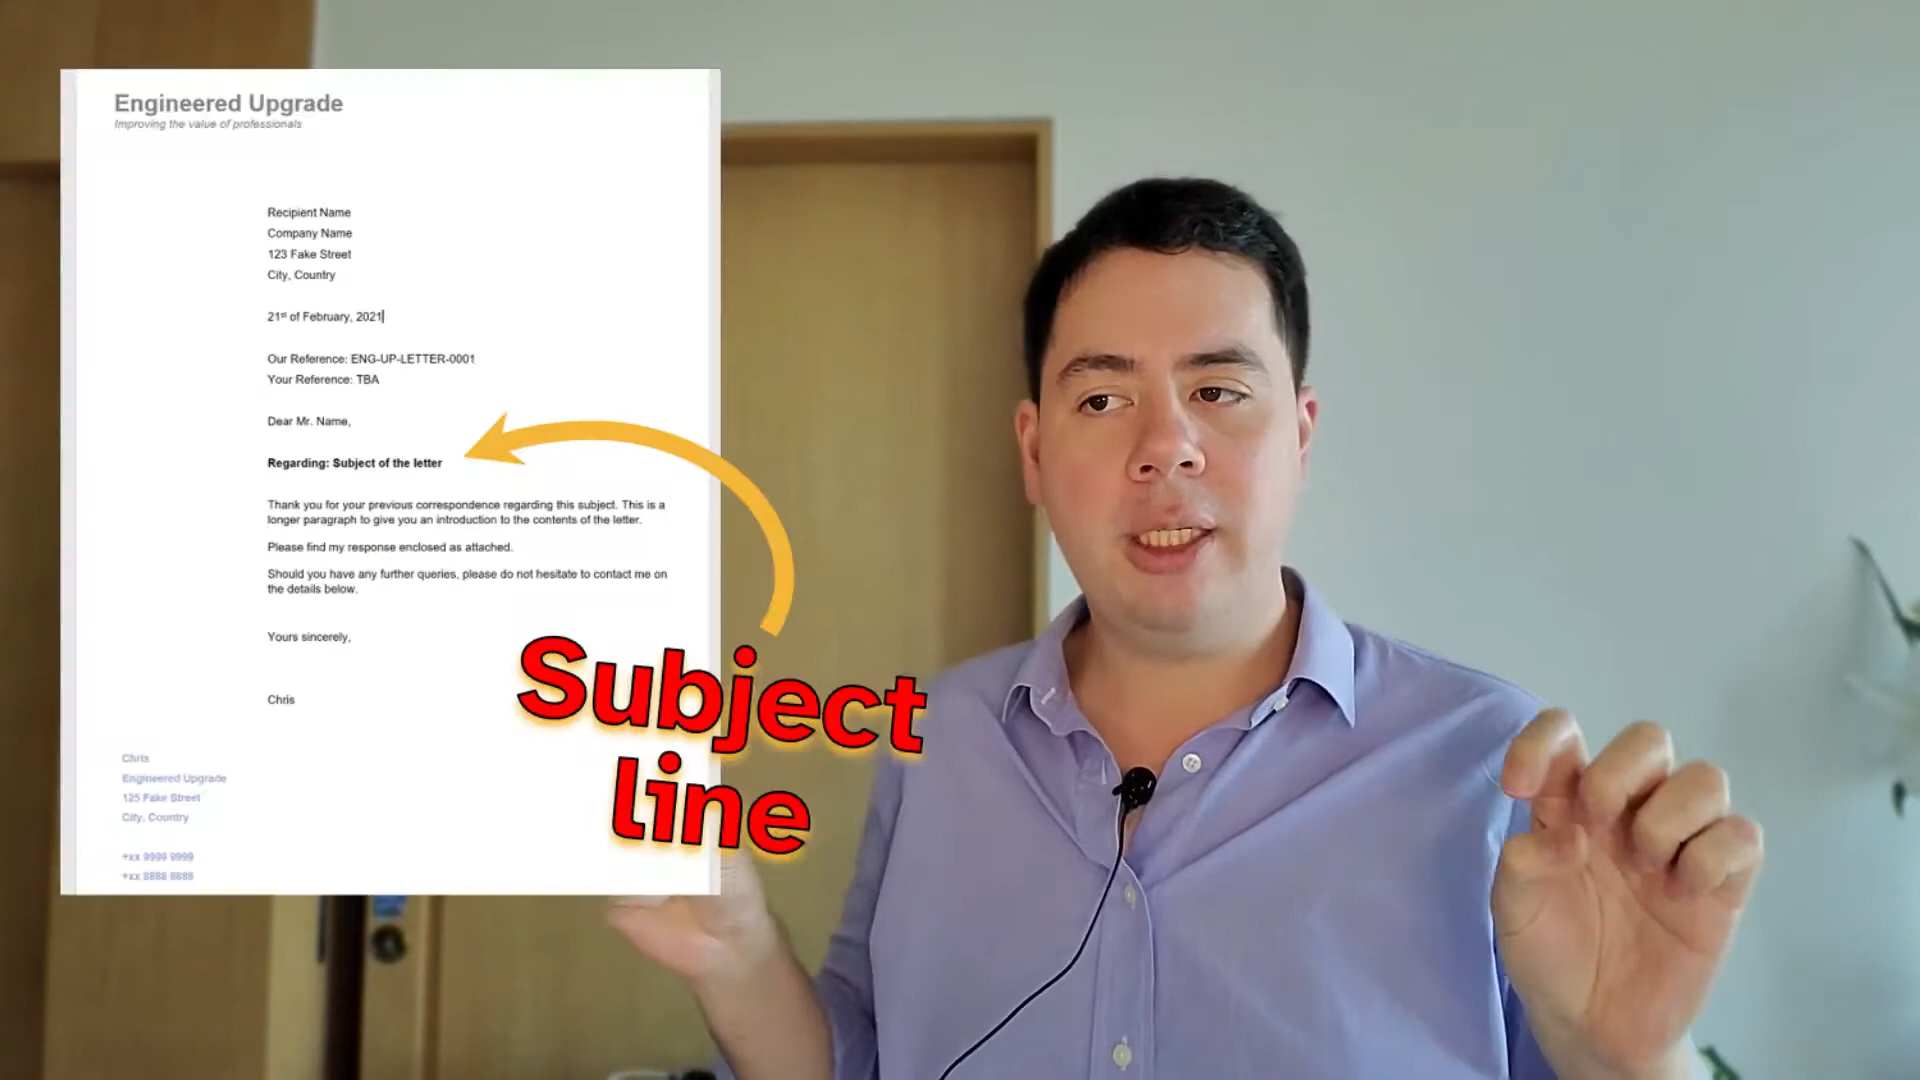 Engineered Upgrade
Improving the value of professionals
Recipient Name
Company Name
123 Fake Street
City, Country
21st of February, 2021
Our Reference: ENG-UP-LETTER-0001
Your Reference: TBA
Dear Mr. Name,
Regarding: Subject of the letter
Thank you for your previous correspondence regarding this subject. This is a
longer paragraph to give you an introduction to the contents of the letter.
Please find my response enclosed as attached.
Should you have any further queries, please do not hesitate to contact me on
the details below.
Yours sincerely,
Chris
Chris
Engineered Upgrade
125 Fake Street
City, Country
+xx 9999 9999
+xx 8888 8888
Subject
line